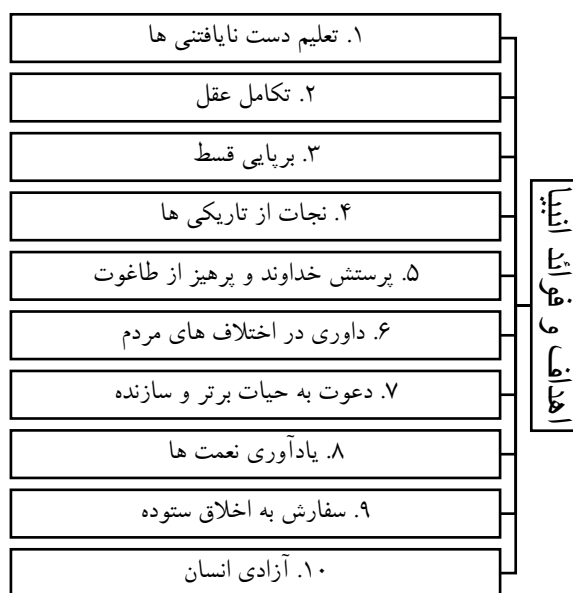 اهداف و فوائد انبیا
۱. تعلیم دست نایافتنی ها
۲. تکامل عقل
۳. برپایی قسط
۴. نجات از تاریکی ها
۵. پرستش خداوند و پرهیز از طاغوت
۶. داوری در اختلاف های مردم
۷. دعوت به حیات برتر و سازنده
۸. یادآوری نعمت ها
۹. سفارش به اخلاق ستوده
۱۰. آزادی انسان